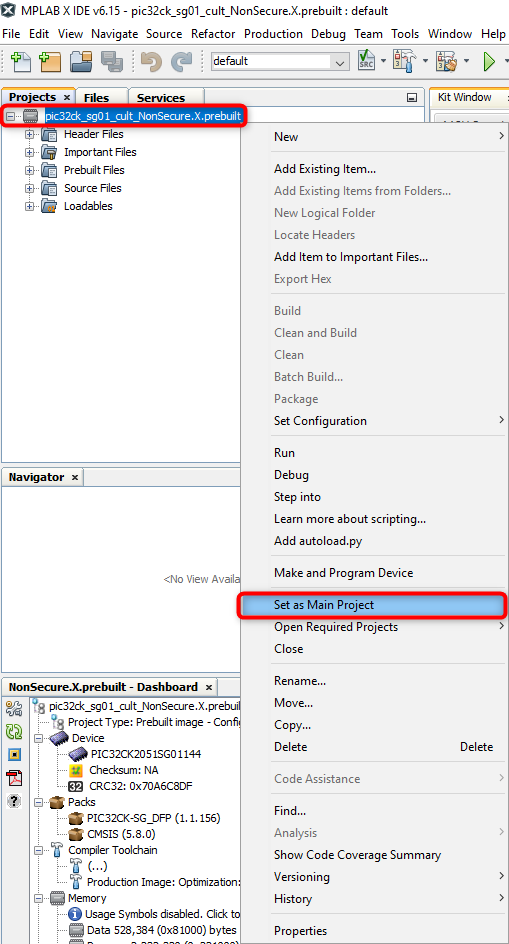 MPLAB X IDE v6.15 - pic32ck_sg01_cult_NonSecure.X.prebuilt : default
File Edit View Navigate Source Refactor Production Debug Team Tools Window Help
default
SRC
3
3
Projects × Files Services
Kit Window
pic32ck_sg01_cult_NonSecure.X.prebuilt
Header Files
Important Files
Prebuilt Files
Source Files
Loadables
New
Add Existing Item...
Add Existing Items from Folders...
New Logical Folder
Locate Headers
Add Item to Important Files...
Export Hex
Build
Clean and Build
Clean
Batch Build...
Package
Set Configuration
Run
Debug
Step into
Learn more about scripting...
Add autoload.py
Make and Program Device
Set as Main Project
Open Required Projects
Close
Rename...
Move...
Copy...
Delete Delete
Code Assistance
Find...
Analysis
Show Code Coverage Summary
Versioning
History
Properties
Navigator ×
<No View Availa
NonSecure.X.prebuilt - Dashboard ×
pic32ck_sg01_cult_NonSecure.X.prebuil
Project Type: Prebuilt image - Config
Device
PIC32CK2051SG01144
Checksum: NA
32 CRC32: 0x70A6C8DF
Packs
PIC32CK-SG_DFP (1.1.156)
CMSIS (5.8.0)
Compiler Toolchain
(...)
Production Image: Optimization:
Memory
Usage Symbols disabled. Click to
Data 528,384 (0x81000) bytes